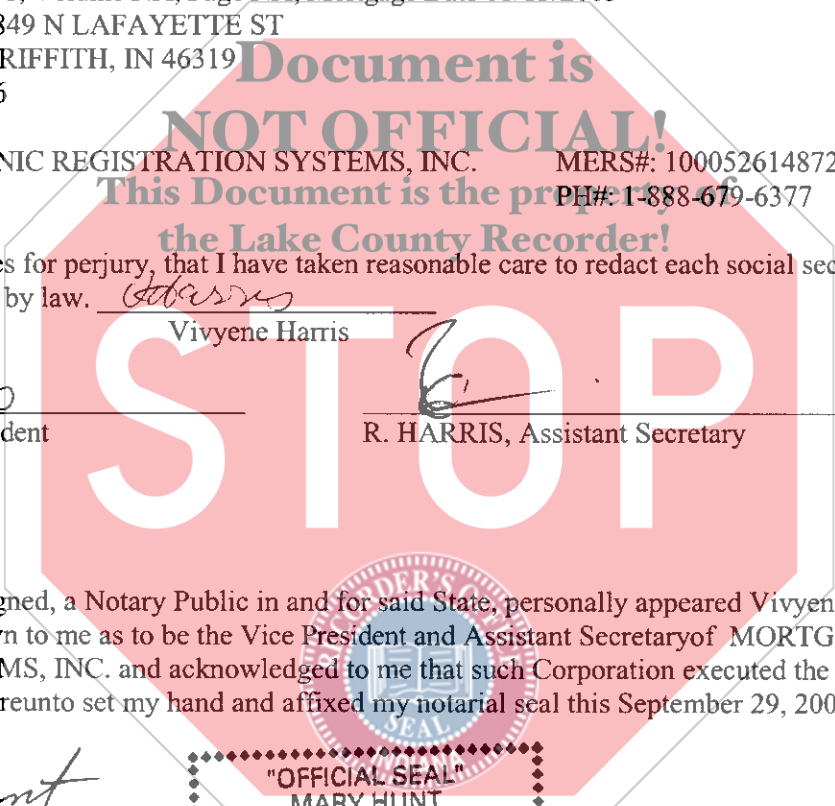 849 N LAFAYETTE ST
RIFFITH, IN 46319
Document is
NOT OFFICIAL!
NIC REGISTRATION SYSTEMS, INC. MERS#: 100052614872
This Document is the property of
PH#: 1-888-679-6377
the Lake County Recorder!
es for perjury, that I have taken reasonable care to redact each social sec
by law.
Vivyene Harris
STOP
dent R. HARRIS, Assistant Secretary
gned, a Notary Public in and for said State, personally appeared Vivyen
n to me as to be the Vice President and Assistant Secretaryof MORTG
MS, INC. and acknowledged to me that such Corporation executed the
reunto set my hand and affixed my notarial seal this September 29, 200
RECORDER'S OF
SEAL
INDIANA
"OFFICIAL SEAL"
MARY HUNT